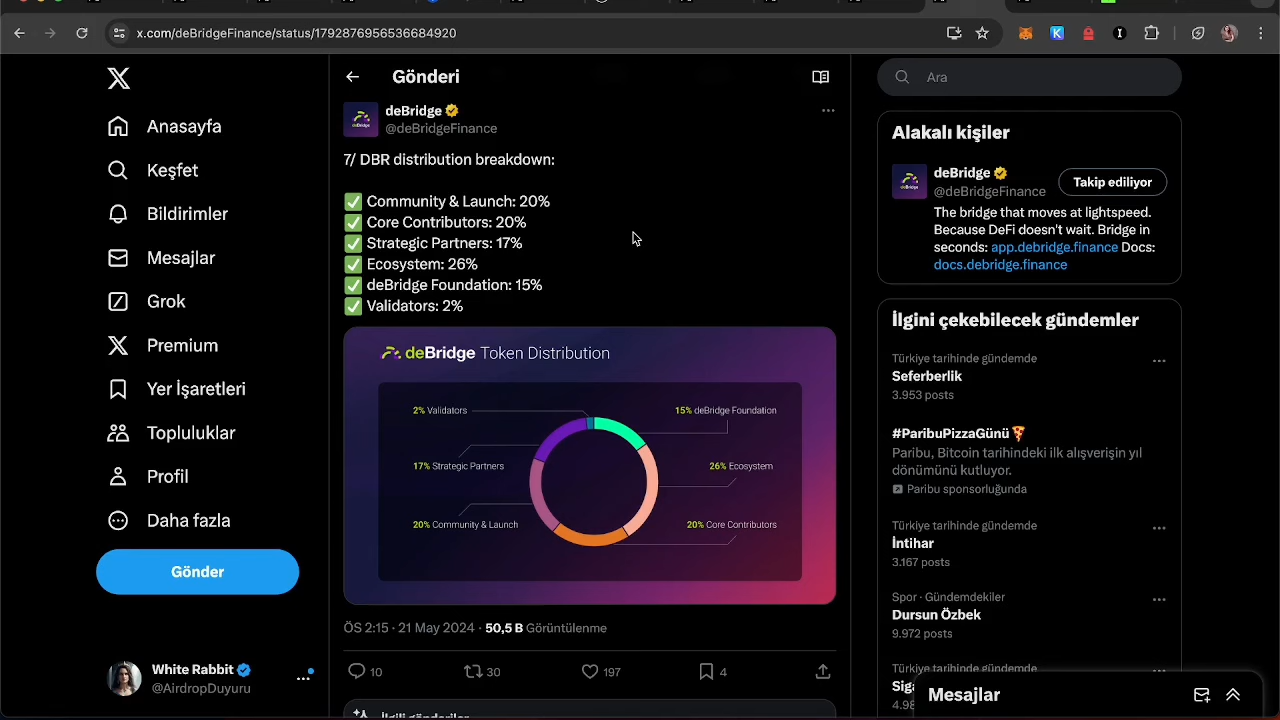 x.com/deBridgeFinance/status/1792876956536684920
Anasayfa
Keşfet
Bildirimler
Mesajlar
Grok
Premium
Yer İşaretleri
Topluluklar
Profil
Daha fazla
Gönder
White Rabbit
@AirdropDuyuru
Gönderi
deBridge
@deBridgeFinance
7/ DBR distribution breakdown:
Community & Launch: 20%
Core Contributors: 20%
Strategic Partners: 17%
Ecosystem: 26%
deBridge Foundation: 15%
Validators: 2%
deBridge Token Distribution
2% Validators
15% deBridge Foundation
17% Strategic Partners
26% Ecosystem
20% Community & Launch
20% Core Contributors
ÖS 2:15 · 21 May 2024 · 50,5 B Görüntülenme
10
30
197
4
İlgili gönderiler
Ara
Alakalı kişiler
deBridge
@deBridgeFinance
Takip ediliyor
The bridge that moves at lightspeed.
Because DeFi doesn't wait. Bridge in
seconds: app.debridge.finance Docs:
docs.debridge.finance
İlgini çekebilecek gündemler
Türkiye tarihinde gündemde
Seferberlik
3.953 posts
#ParibuPizzaGünü
Paribu, Bitcoin tarihindeki ilk alışverişin yıl
dönümünü kutluyor.
Paribu sponsorluğunda
Türkiye tarihinde gündemde
İntihar
3.167 posts
Spor · Gündemdekiler
Dursun Özbek
9.972 posts
Türkiye tarihinde gündemde
Mesajlar